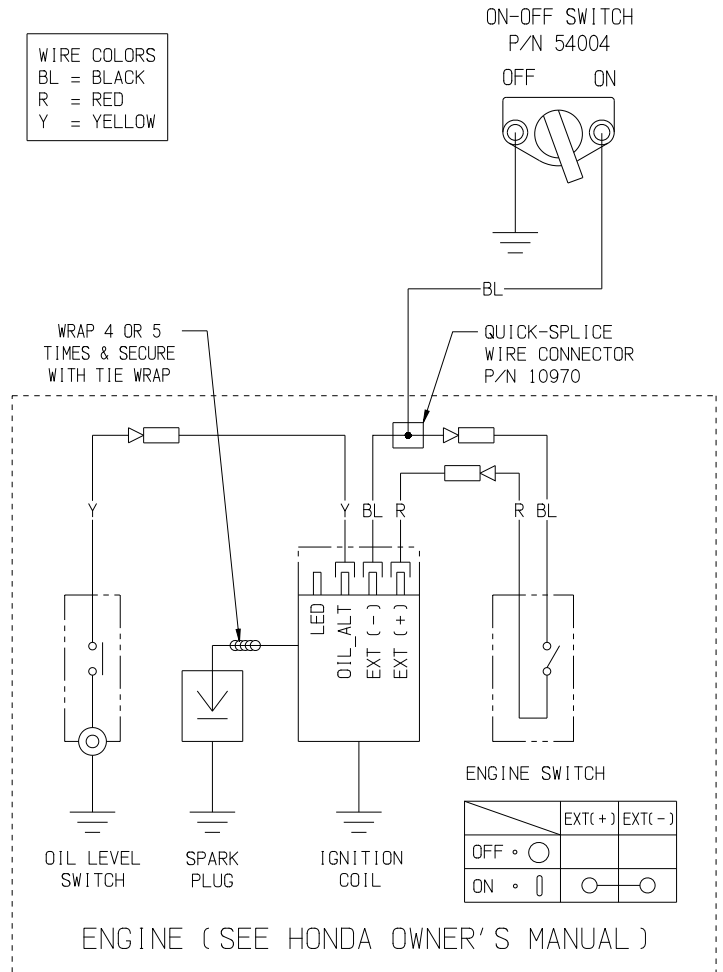 ON-OFF SWITCH
P/N 54004
OFF ON
WIRE COLORS
BL = BLACK
R = RED
Y = YELLOW
BL
WRAP 4 OR 5
TIMES & SECURE
WITH TIE WRAP
QUICK-SPLICE
WIRE CONNECTOR
P/N 10970
Y Y BL R R BL
LED
OIL_ALT
EXT (-)
EXT (+)
ENGINE SWITCH
EXT(+) EXT(-)
OFF
ON
OIL LEVEL
SWITCH
SPARK
PLUG
IGNITION
COIL
ENGINE (SEE HONDA OWNER'S MANUAL)